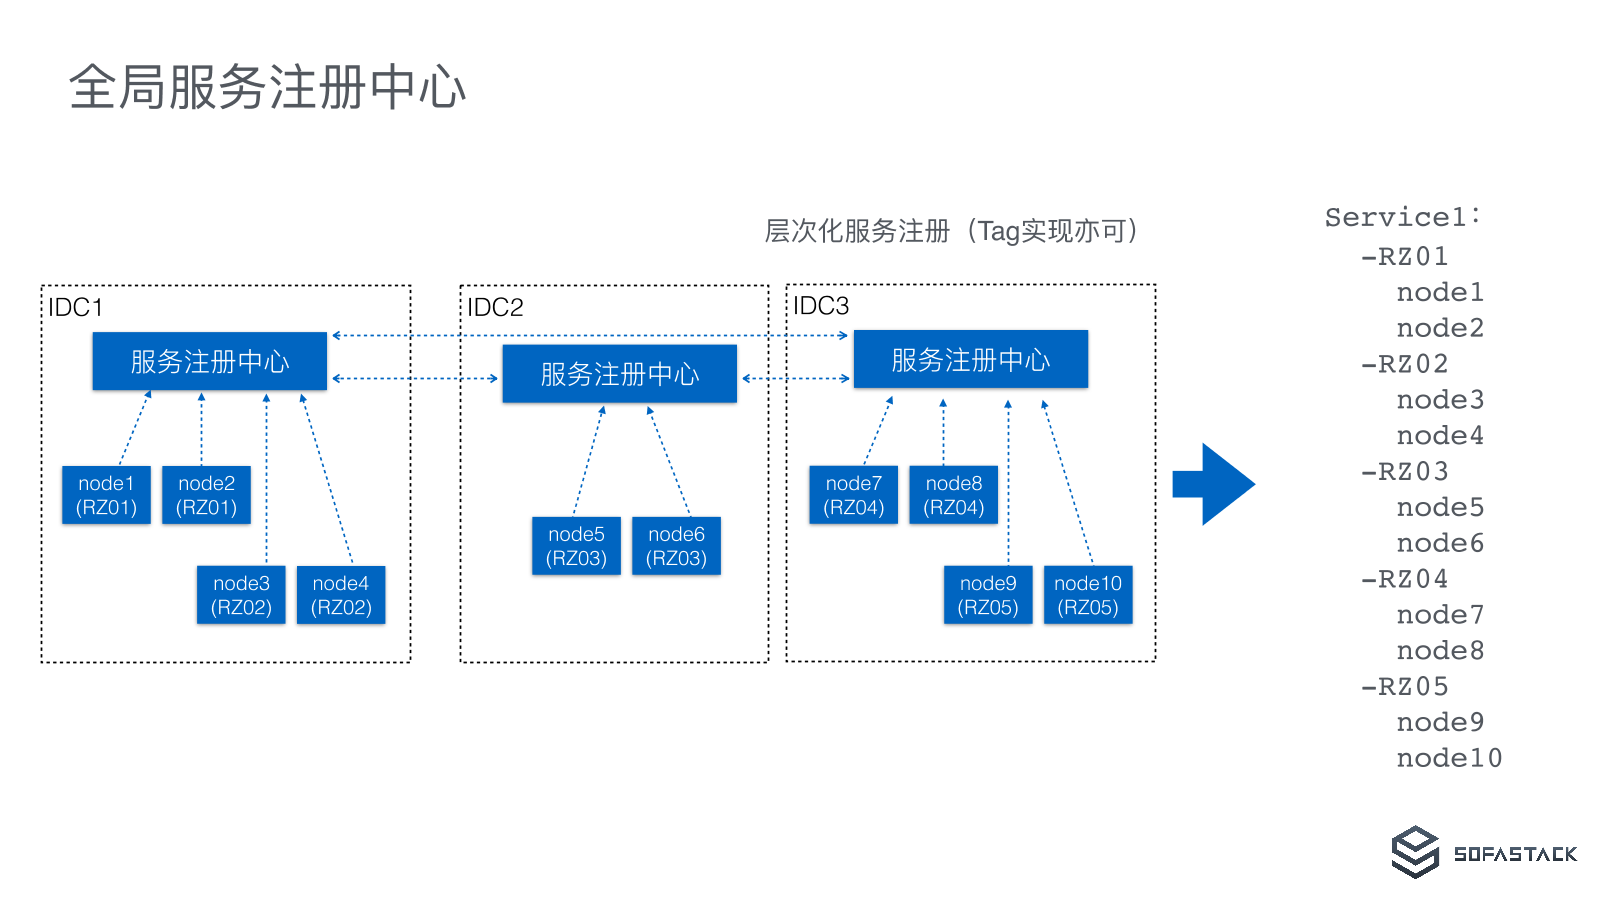 全局服务注册中心
层次化服务注册（Tag实现亦可）
IDC1
服务注册中心
node1
(RZ01)
node2
(RZ01)
node3
(RZ02)
node4
(RZ02)
IDC2
服务注册中心
node5
(RZ03)
node6
(RZ03)
IDC3
服务注册中心
node7
(RZ04)
node8
(RZ04)
node9
(RZ05)
node10
(RZ05)
Service1:
-RZ01
node1
node2
-RZ02
node3
node4
-RZ03
node5
node6
-RZ04
node7
node8
-RZ05
node9
node10
SOFASTACK